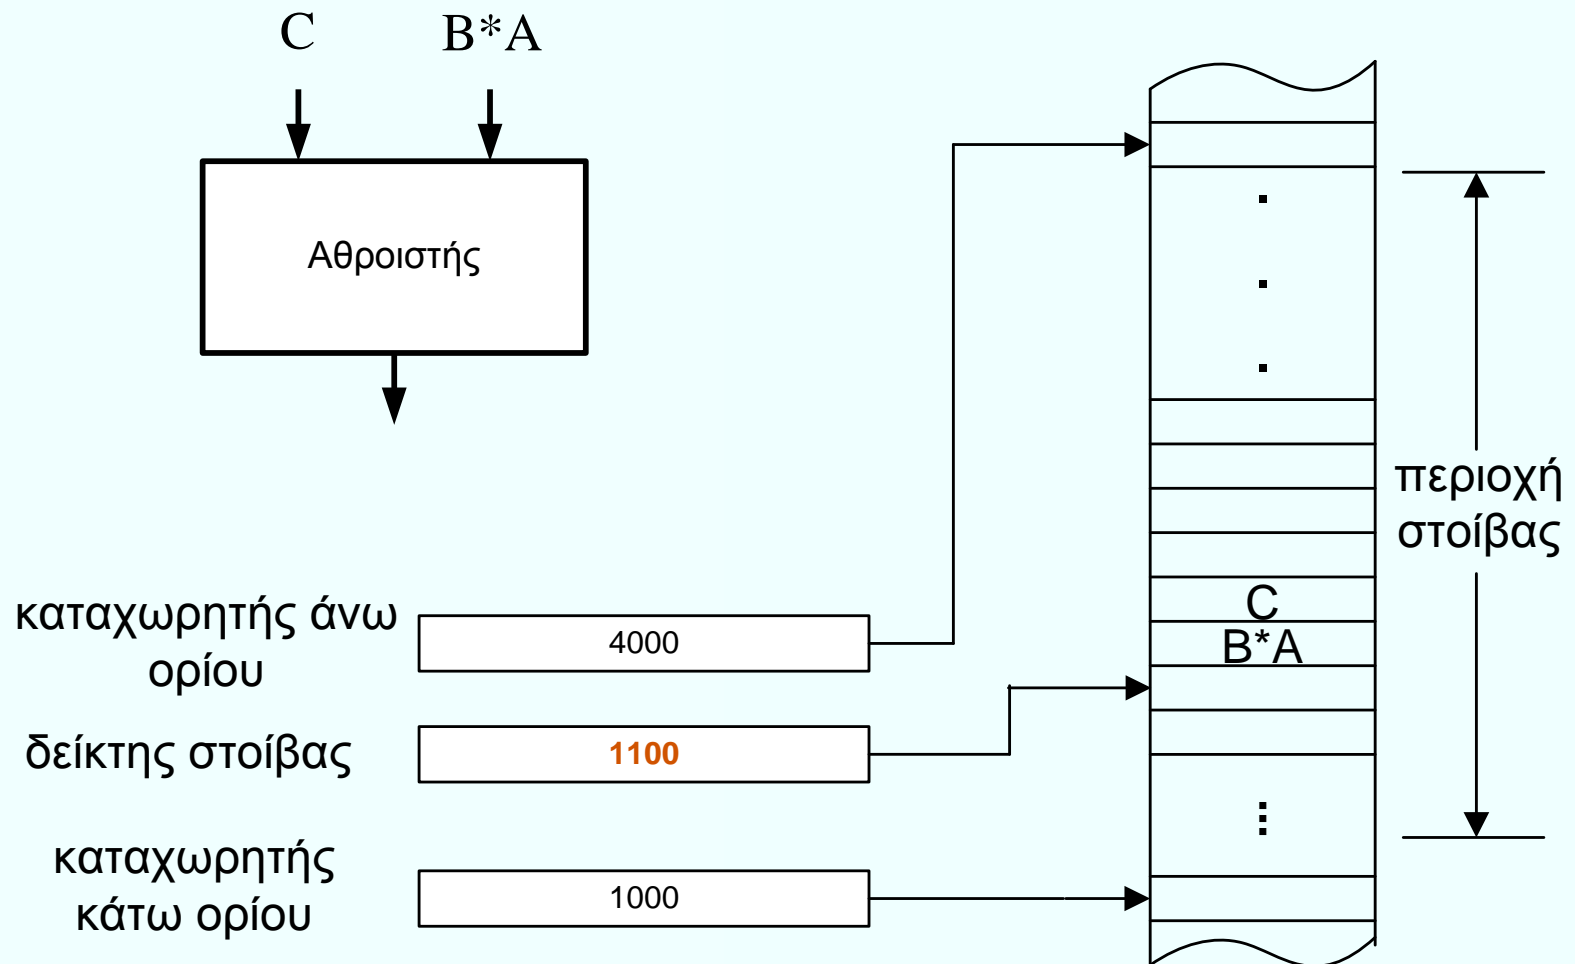 C B*A
Αθροιστής
περιοχή
στοίβας
C
B*A
καταχωρητής άνω
ορίου
4000
δείκτης στοίβας
1100
καταχωρητής
κάτω ορίου
1000